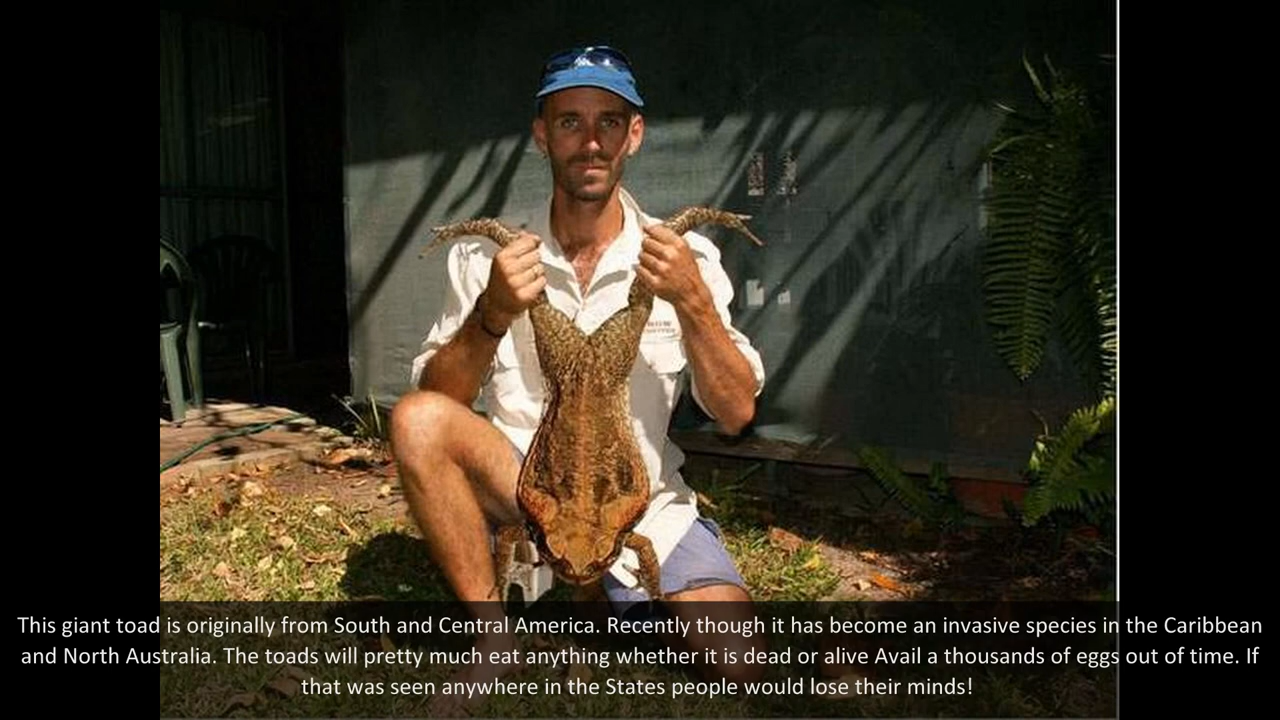 This giant toad is originally from South and Central America. Recently though it has become an invasive species in the Caribbean
and North Australia. The toads will pretty much eat anything whether it is dead or alive Avail a thousands of eggs out of time. If
that was seen anywhere in the States people would lose their minds!